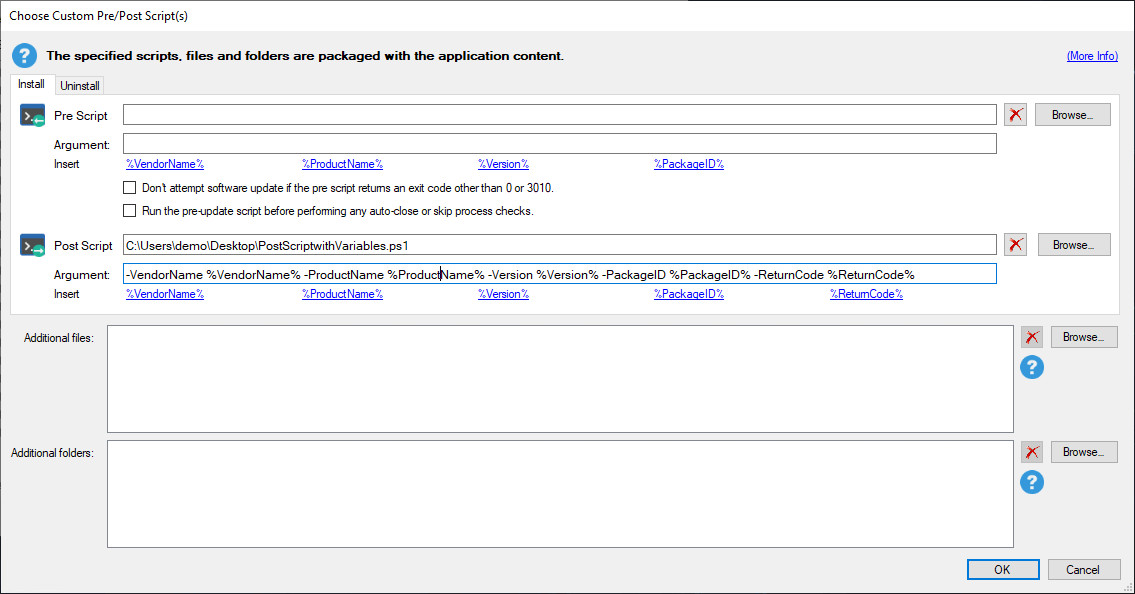 Choose Custom Pre/Post Script(s)
The specified scripts, files and folders are packaged with the application content.
(More Info)
Install
Uninstall
Pre Script
Browse...
Argument:
Insert
%VendorName%
%ProductName%
%Version%
%PackageID%
Don't attempt software update if the pre script returns an exit code other than 0 or 3010.
Run the pre-update script before performing any auto-close or skip process checks.
Post Script
C:\Users\demo\Desktop\PostScriptwithVariables.ps1
Browse...
Argument:
-VendorName %VendorName% -ProductName %ProductName% -Version %Version% -PackageID %PackageID% -ReturnCode %ReturnCode%
Insert
%VendorName%
%ProductName%
%Version%
%PackageID%
%ReturnCode%
Additional files:
Browse...
Additional folders:
Browse...
OK
Cancel